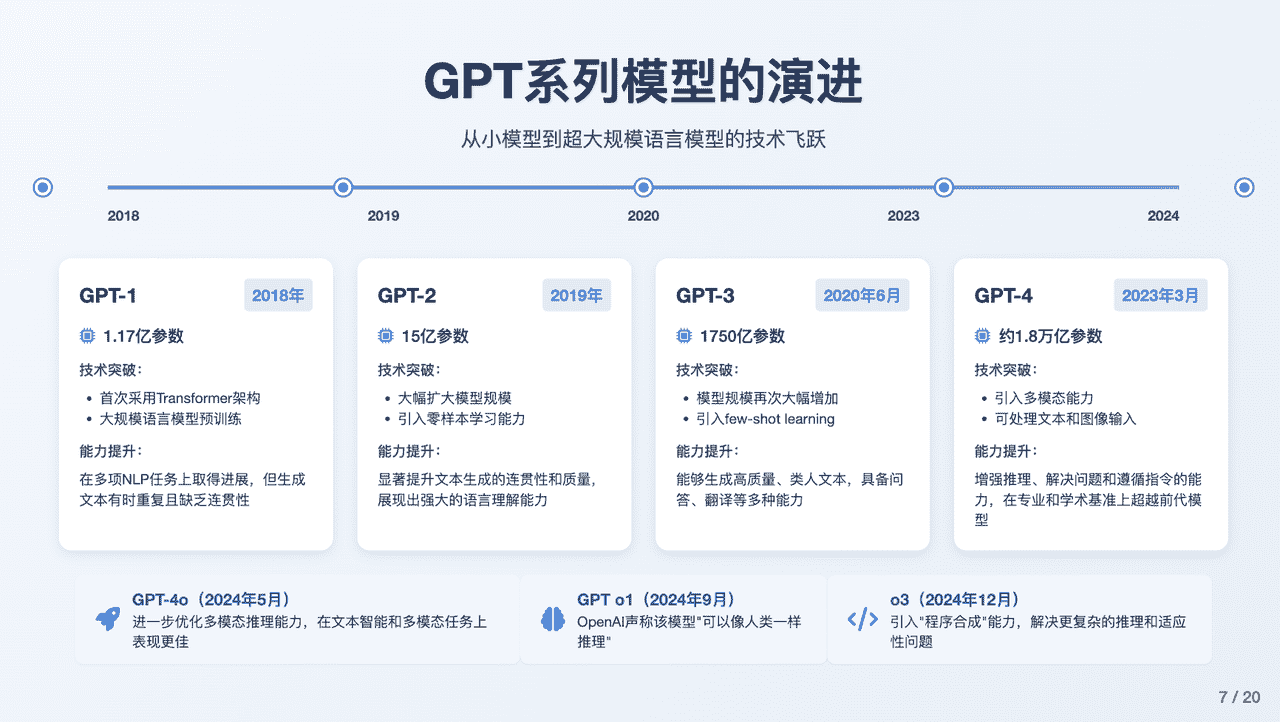 GPT系列模型的演进
从小模型到超大规模语言模型的技术飞跃
2018
2019
2020
2023
2024
GPT-1
2018年
1.17亿参数
技术突破：
• 首次采用Transformer架构
• 大规模语言模型预训练
能力提升：
在多项NLP任务上取得进展，但生成
文本有时重复且缺乏连贯性
GPT-2
2019年
15亿参数
技术突破：
• 大幅扩大模型规模
• 引入零样本学习能力
能力提升：
显著提升文本生成的连贯性和质量，
展现出强大的语言理解能力
GPT-3
2020年6月
1750亿参数
技术突破：
• 模型规模再次大幅增加
• 引入few-shot learning
能力提升：
能够生成高质量、类人文本，具备问
答、翻译等多种能力
GPT-4
2023年3月
约1.8万亿参数
技术突破：
• 引入多模态能力
• 可处理文本和图像输入
能力提升：
增强推理、解决问题和遵循指令的能
力，在专业和学术基准上超越前代模
型
GPT-4o（2024年5月）
进一步优化多模态推理能力，在文本智能和多模态任务上
表现更佳
GPT o1（2024年9月）
OpenAI声称该模型"可以像人类一样
推理"
o3（2024年12月）
引入"程序合成"能力，解决更复杂的推理和适应
性问题
7 / 20